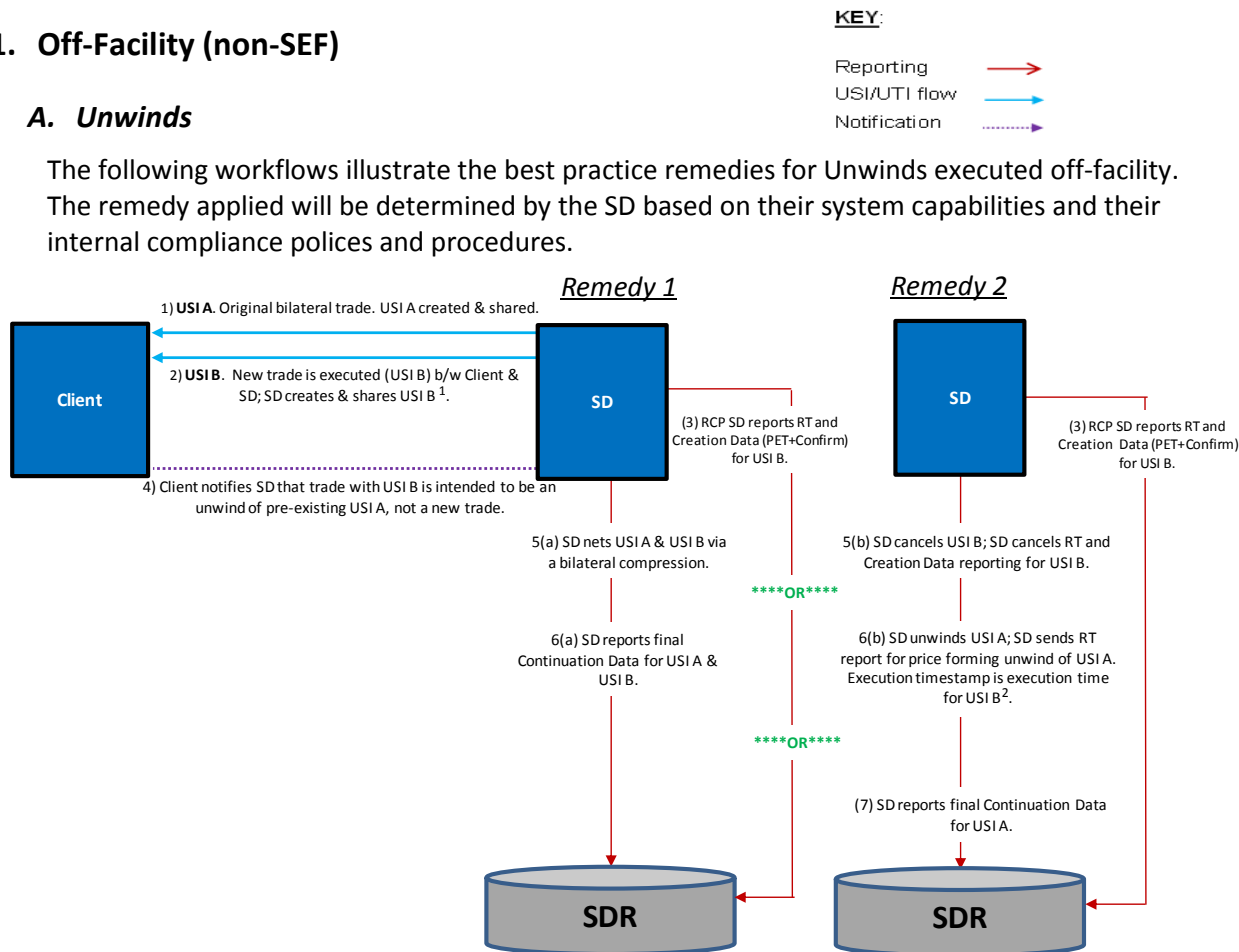 KEY:
1. Off-Facility (non-SEF)
Reporting
USI/UTI flow
Notification
A. Unwinds
The following workflows illustrate the best practice remedies for Unwinds executed off-facility.
The remedy applied will be determined by the SD based on their system capabilities and their
internal compliance polices and procedures.
Remedy 1
Remedy 2
1) USI A. Original bilateral trade. USI A created & shared.
2) USI B. New trade is executed (USI B) b/w Client &
SD; SD creates & shares USI B 1.
Client
SD
SD
(3) RCP SD reports RT and
Creation Data (PET+Confirm)
for USI B.
(3) RCP SD reports RT and
Creation Data (PET+Confirm)
for USI B.
4) Client notifies SD that trade with USI B is intended to be an
unwind of pre-existing USI A, not a new trade.
5(a) SD nets USI A & USI B via
a bilateral compression.
5(b) SD cancels USI B; SD cancels RT and
Creation Data reporting for USI B.
****OR****
6(a) SD reports final
Continuation Data for USI A &
USI B.
6(b) SD unwinds USI A; SD sends RT
report for price forming unwind of USI A.
Execution timestamp is execution time
for USI B2.
****OR****
(7) SD reports final Continuation Data
for USI A.
SDR
SDR